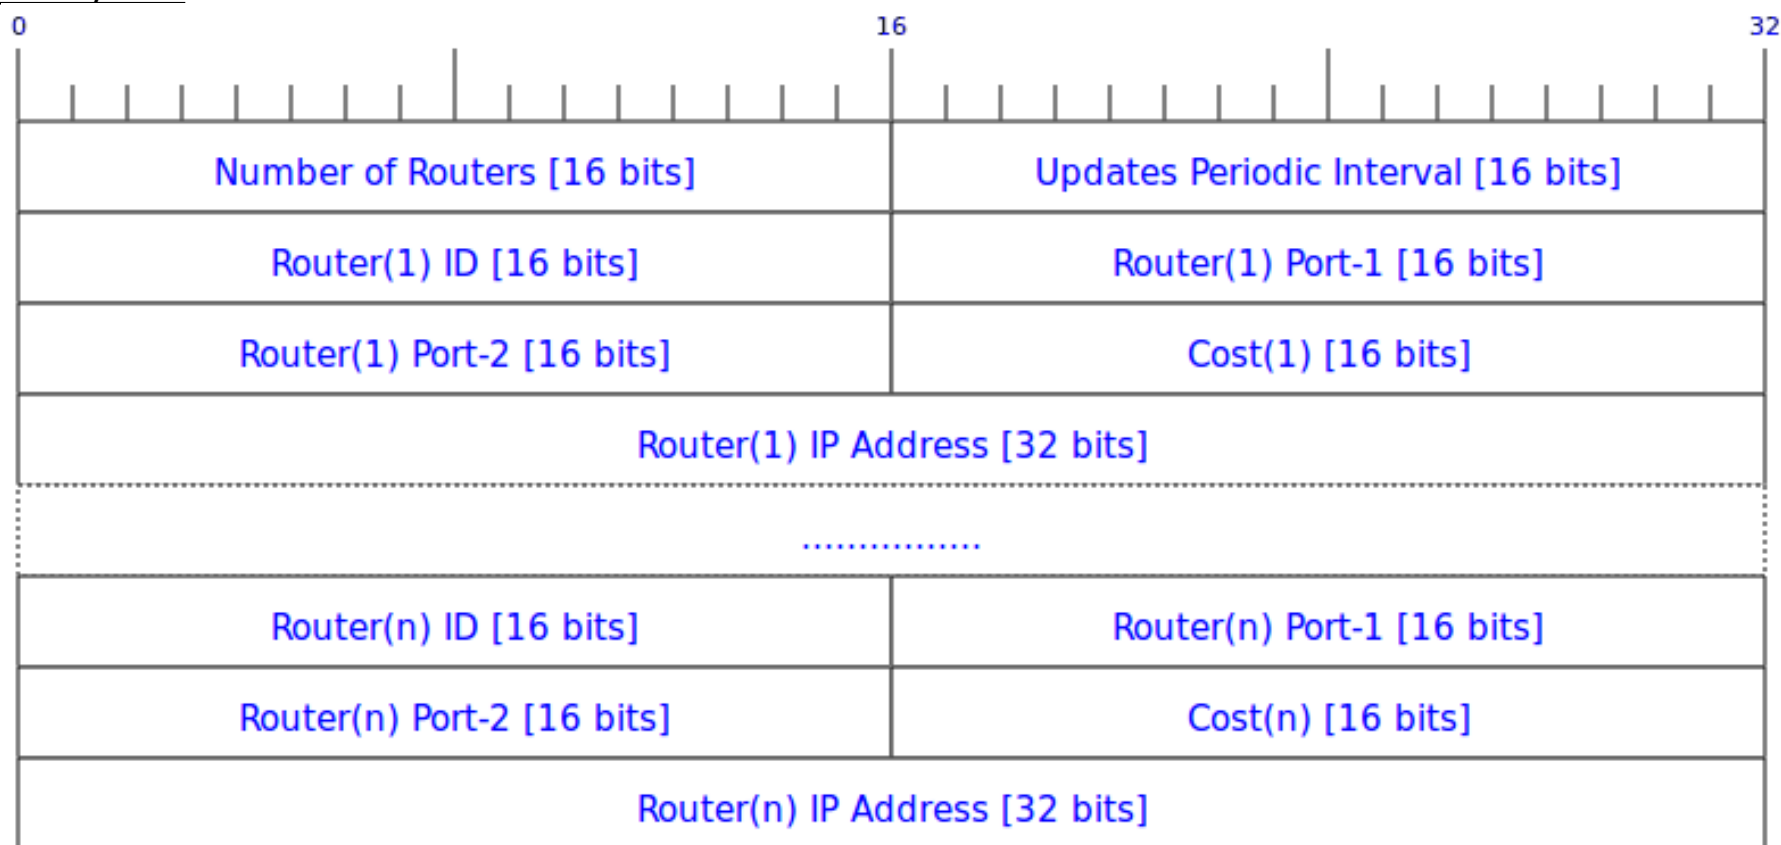 0 16 32
Number of Routers [16 bits] Updates Periodic Interval [16 bits]
Router(1) ID [16 bits] Router(1) Port-1 [16 bits]
Router(1) Port-2 [16 bits] Cost(1) [16 bits]
Router(1) IP Address [32 bits]
................
Router(n) ID [16 bits] Router(n) Port-1 [16 bits]
Router(n) Port-2 [16 bits] Cost(n) [16 bits]
Router(n) IP Address [32 bits]